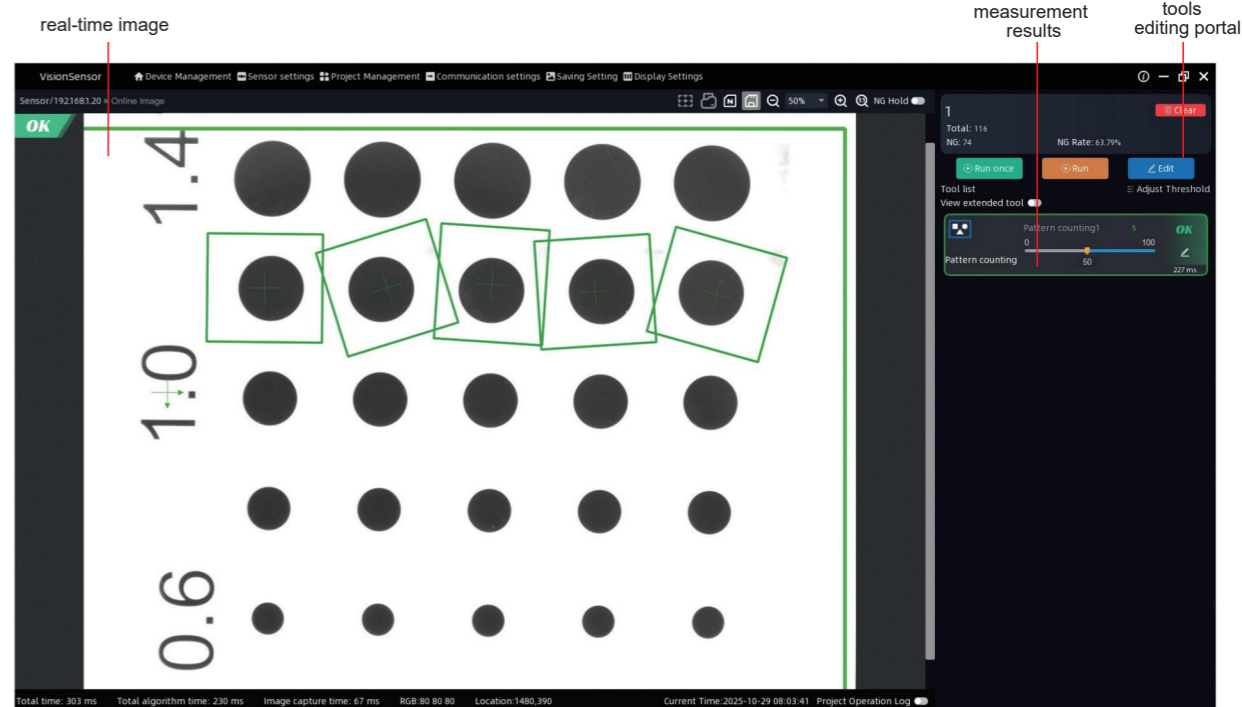 real-time image
measurement
results
tools
editing portal
VisionSensor
Device Management
Sensor settings
Project Management
Communication settings
Saving Setting
Display Settings
Sensor/192.168.1.20
Online Image
50%
NG Hold
OK
1.4
1.0
0.6
1
Clear
Total: 116
NG: 74
NG Rate: 63.79%
Run once
Run
Edit
Tool list
Adjust Threshold
View extended tool
Pattern counting1
5
OK
0
100
Pattern counting
50
227 ms
Total time: 303 ms
Total algorithm time: 230 ms
Image capture time: 67 ms
RGB:80 80 80
Location:1480,390
Current Time:2025-10-29 08:03:41
Project Operation Log